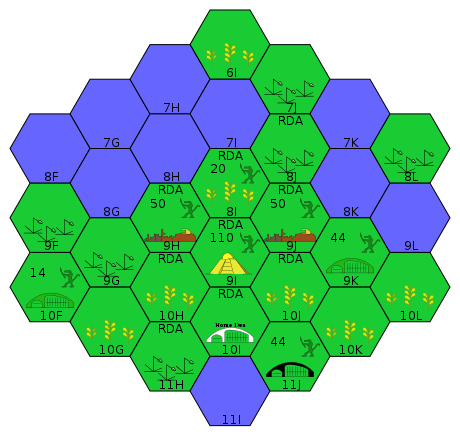 6I
7H 7J
RDA
7G 7I 7K
RDA
20
8F 8H 8J 8L
RDA RDA
50 50
8G 8I 8K
RDA
110 44
9F 9H 9J 9L
RDA RDA
14
9G 9I 9K
RDA
10F 10H 10J 10L
Home
RDA
44
10G 10I 10K
11H 11J
11I